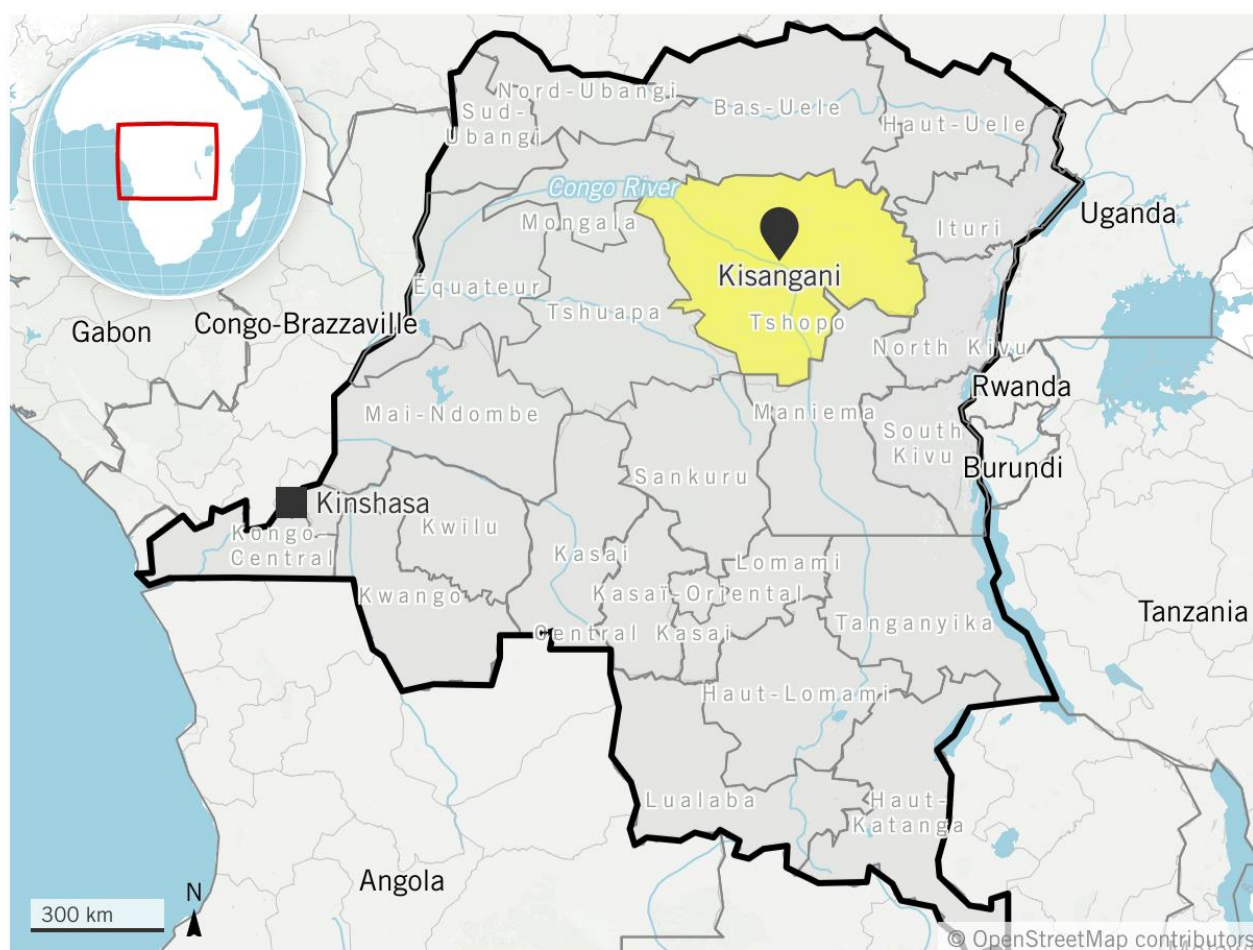 Nord-Ubangi
Sud-
Ubangi
Bas-Uele
Haut-Uele
Congo River
Mongala
Uganda
Ituri
Kisangani
Équateur
Tshuapa
Tshopo
Gabon
Congo-Brazzaville
North Kivu
Rwanda
Mai-Ndombe
Maniema
South
Kivu
Sankuru
Burundi
Kinshasa
Kwilu
Kongo
Central
Kasai
Lomami
Kwango
Kasaï-Oriental
Central Kasai
Tanganyika
Tanzania
Haut-Lomami
Lualaba
Haut-
Katanga
Angola
N
300 km
© OpenStreetMap contributors